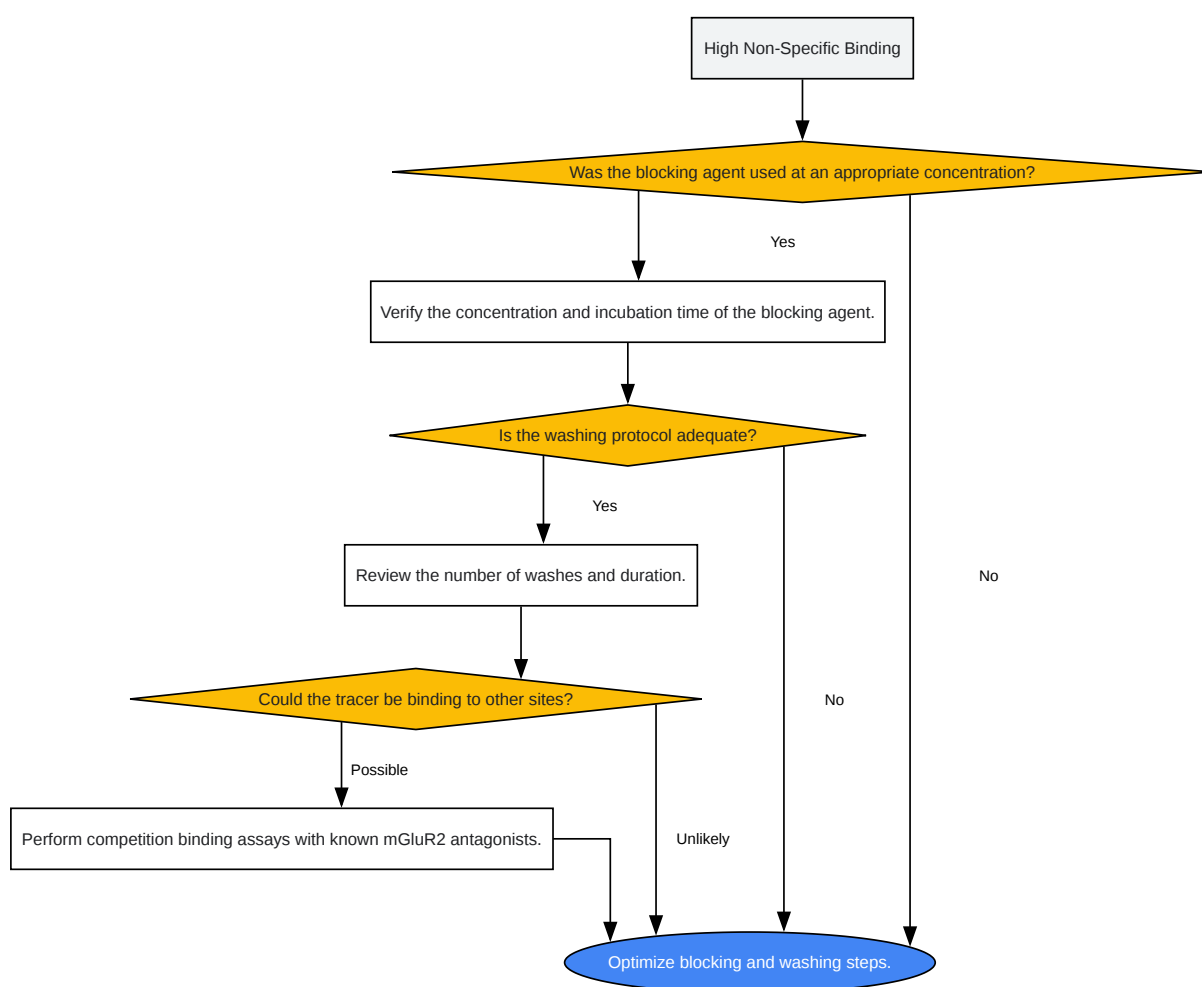 High Non-Specific Binding
Was the blocking agent used at an appropriate concentration?
Yes
Verify the concentration and incubation time of the blocking agent.
Is the washing protocol adequate?
Yes
Review the number of washes and duration.
No
Could the tracer be binding to other sites?
No
Possible
Perform competition binding assays with known mGluR2 antagonists.
Unlikely
Optimize blocking and washing steps.